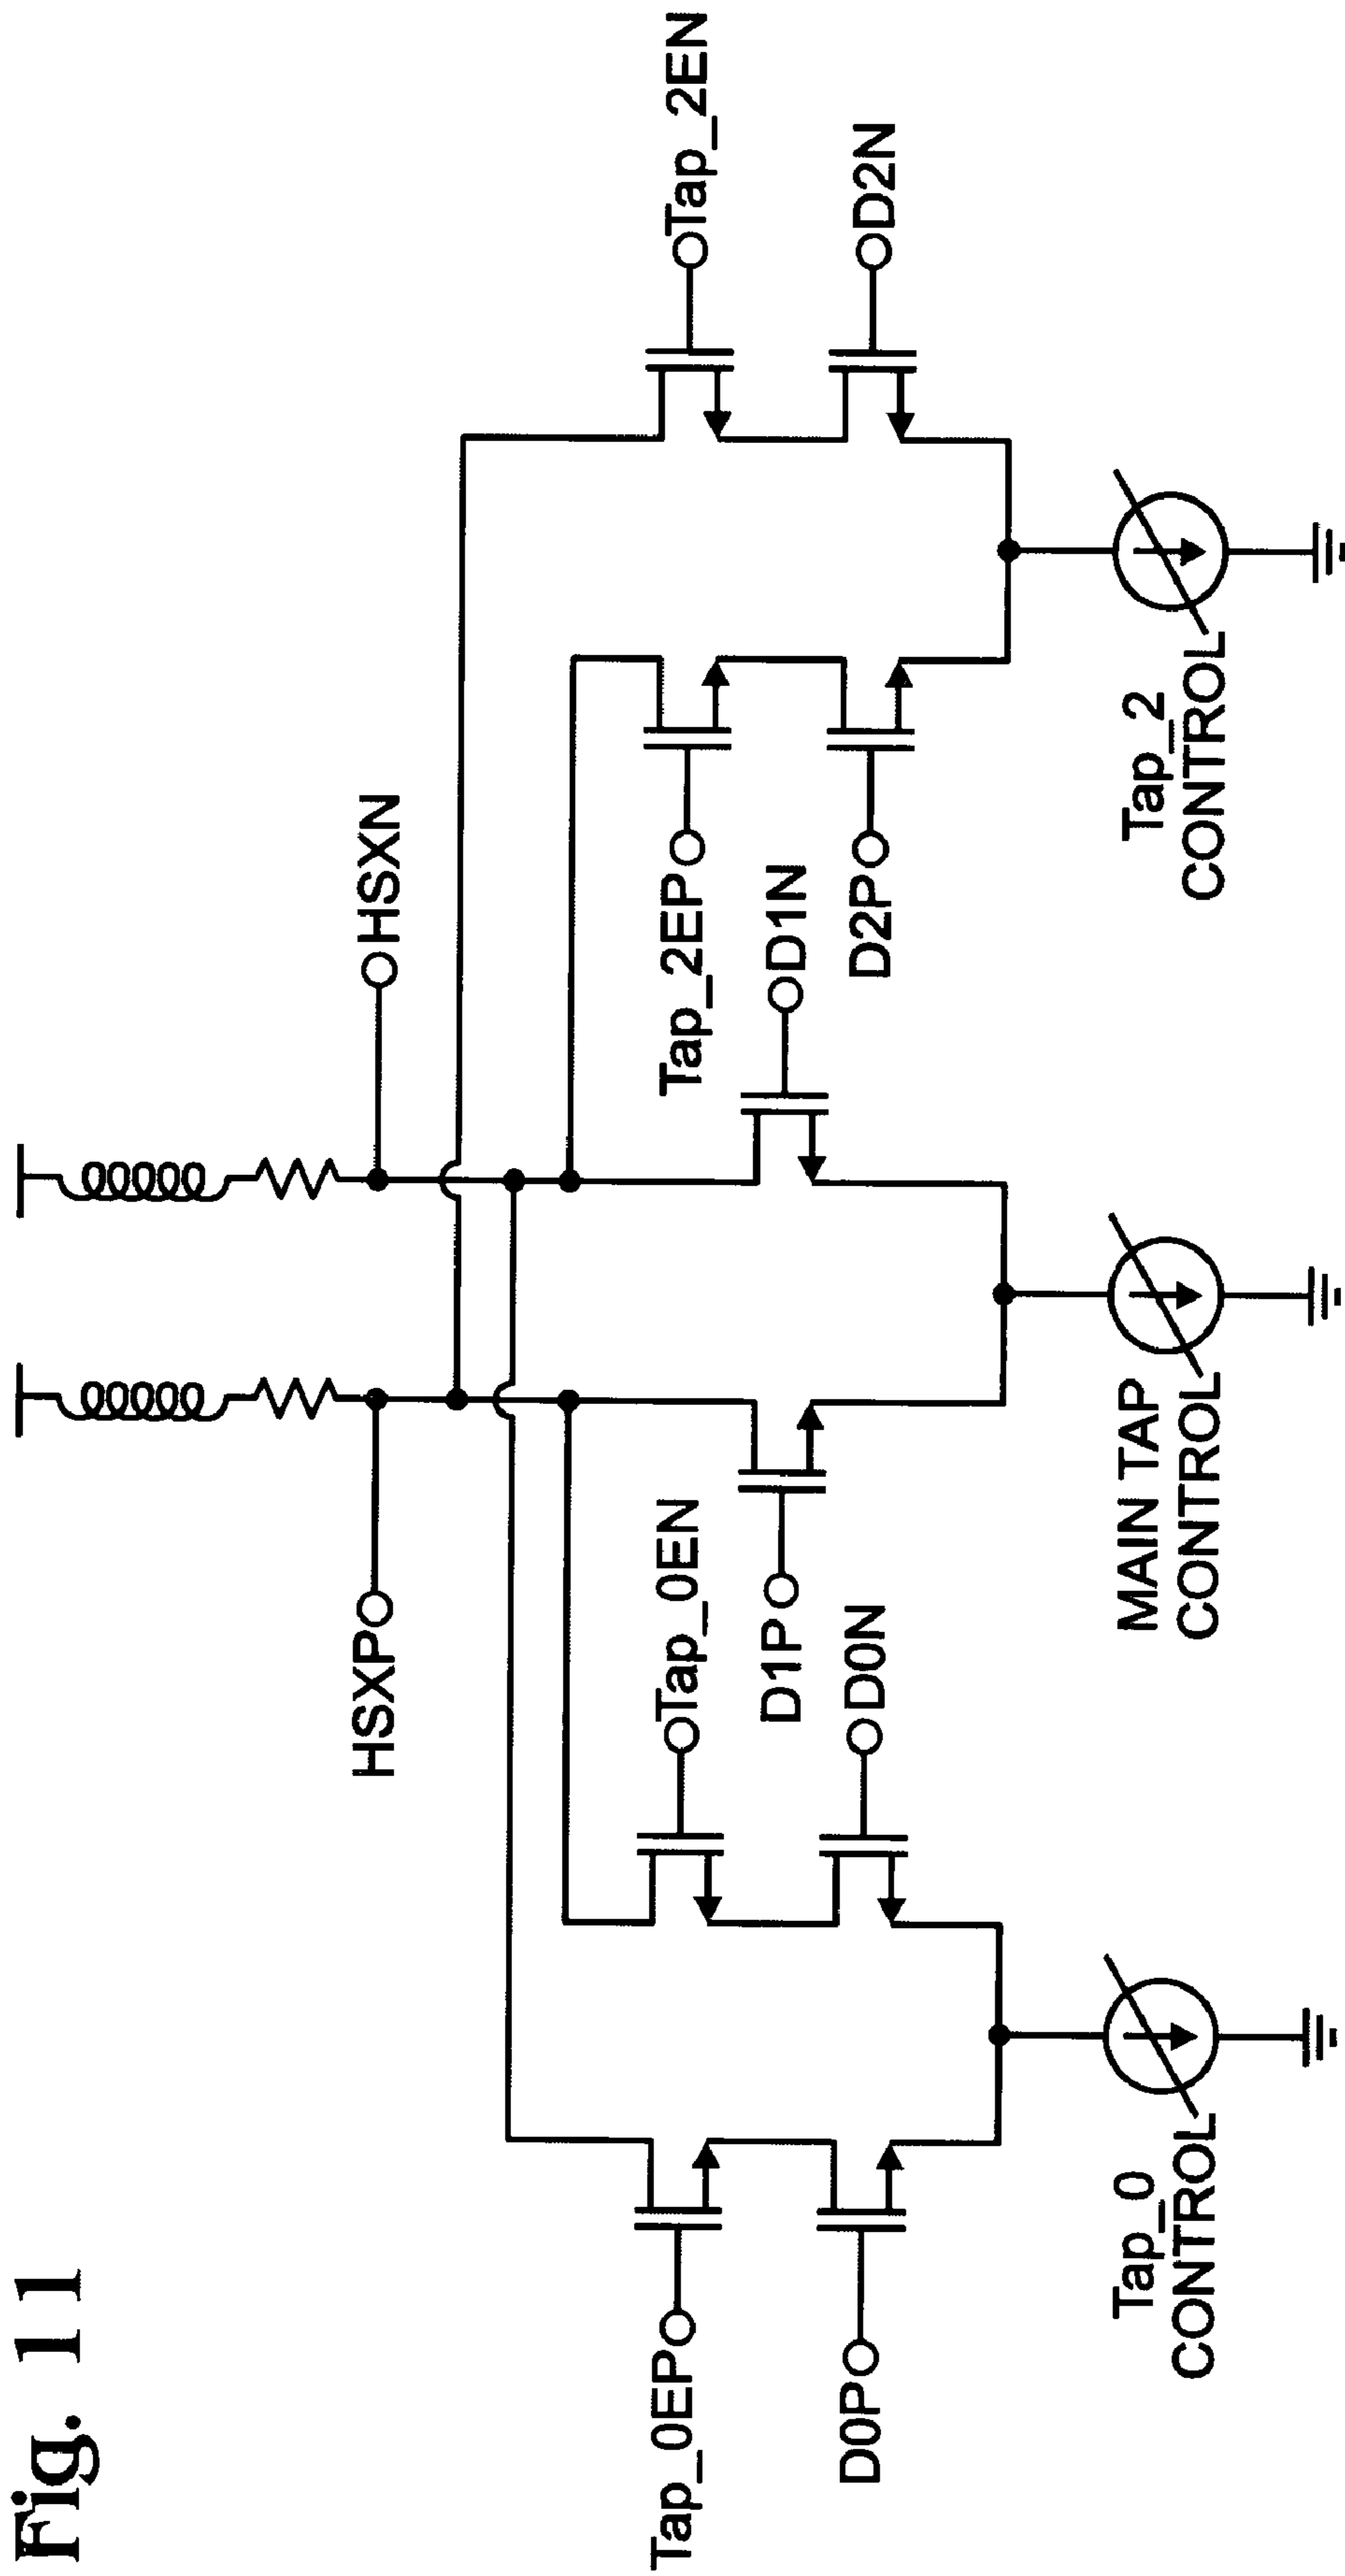 Fig. 11
HSXP
HSXN
Tap_0EP
Tap_0EN
Tap_2EP
Tap_2EN
D1P
D1N
D0P
D0N
D2P
D2N
Tap_0
CONTROL
MAIN TAP
CONTROL
Tap_2
CONTROL